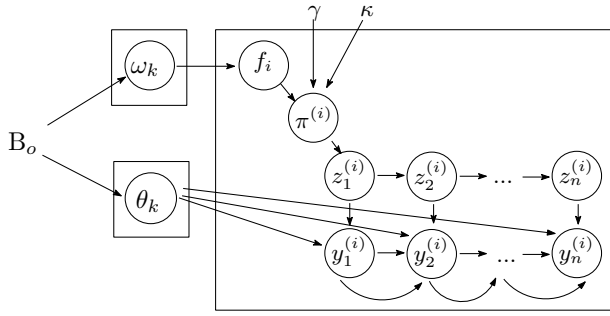 γ κ
ω_k f_i
π^{(i)}
B_o
z_1^{(i)} z_2^{(i)} ... z_n^{(i)}
θ_k
y_1^{(i)} y_2^{(i)} ... y_n^{(i)}